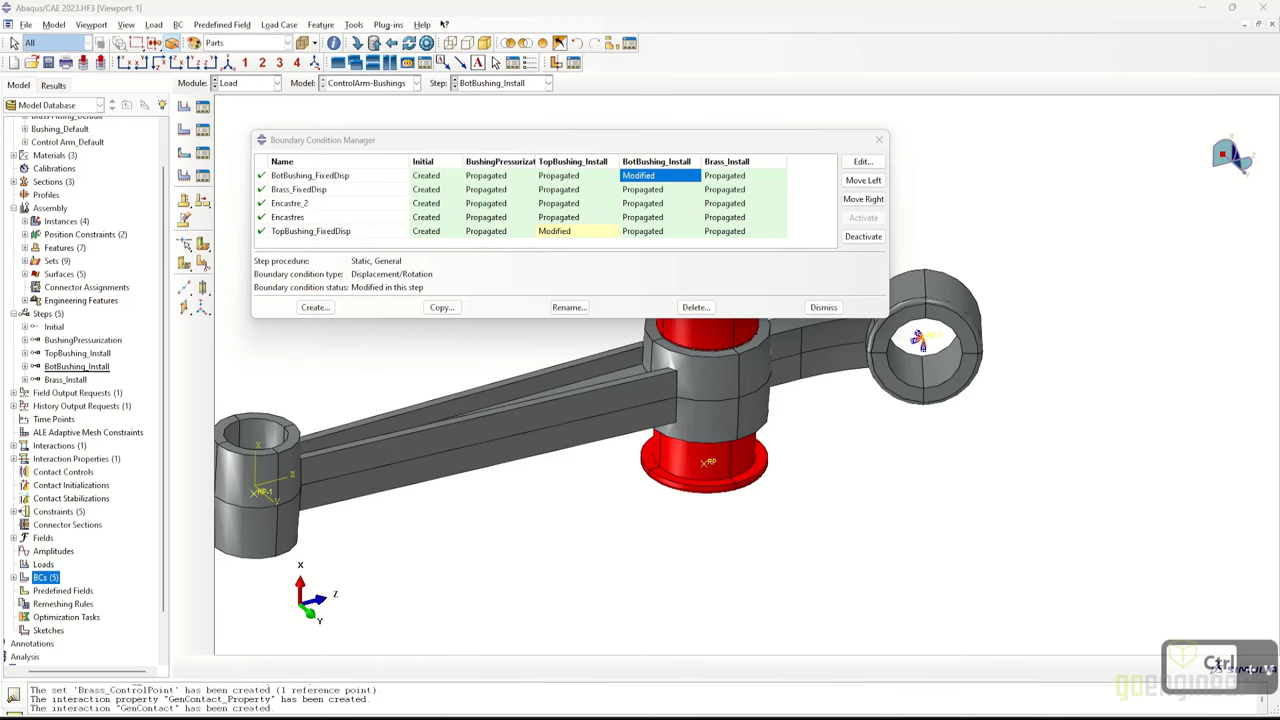 Abaqus/CAE 2023.HF3 [Viewport: 1]
File Model Viewport View Load BC Predefined Field Load Case Feature Tools Plug-ins Help
All Parts
1 2 3 4 A
Model Results Module: Load Model: ControlArm-Bushings Step: BotBushing_Install
Model Database
Brass Fitting_Default
Bushing_Default
Control Arm_Default
Materials (3)
Calibrations
Sections (3)
Profiles
Assembly
Instances (4)
Position Constraints (2)
Features (7)
Sets (9)
Surfaces (5)
Connector Assignments
Engineering Features
Steps (5)
Initial
BushingPressurization
TopBushing_Install
BotBushing_Install
Brass_Install
Field Output Requests (1)
History Output Requests (1)
Time Points
ALE Adaptive Mesh Constraints
Interactions (1)
Interaction Properties (1)
Contact Controls
Contact Initializations
Contact Stabilizations
Constraints (5)
Connector Sections
Fields
Amplitudes
Loads
BCs (5)
Predefined Fields
Remeshing Rules
Optimization Tasks
Sketches
Annotations
Analysis
Boundary Condition Manager
Name Initial BushingPressurizat TopBushing_Install BotBushing_Install Brass_Install
BotBushing_FixedDisp Created Propagated Propagated Modified Propagated
Brass_FixedDisp Created Propagated Propagated Propagated Propagated
Encastre_2 Created Propagated Propagated Propagated Propagated
Encastres Created Propagated Propagated Propagated Propagated
TopBushing_FixedDisp Created Propagated Modified Propagated Propagated
Edit...
Move Left
Move Right
Activate
Deactivate
Step procedure: Static, General
Boundary condition type: Displacement/Rotation
Boundary condition status: Modified in this step
Create... Copy... Rename... Delete... Dismiss
X
Z
Y
RP-1
RP
X
Z
Y
Ctrl + v
goengineer
The set 'Brass_ControlPoint' has been created (1 reference point).
The interaction property "GenContact_Property" has been created.
The interaction "GenContact" has been created.